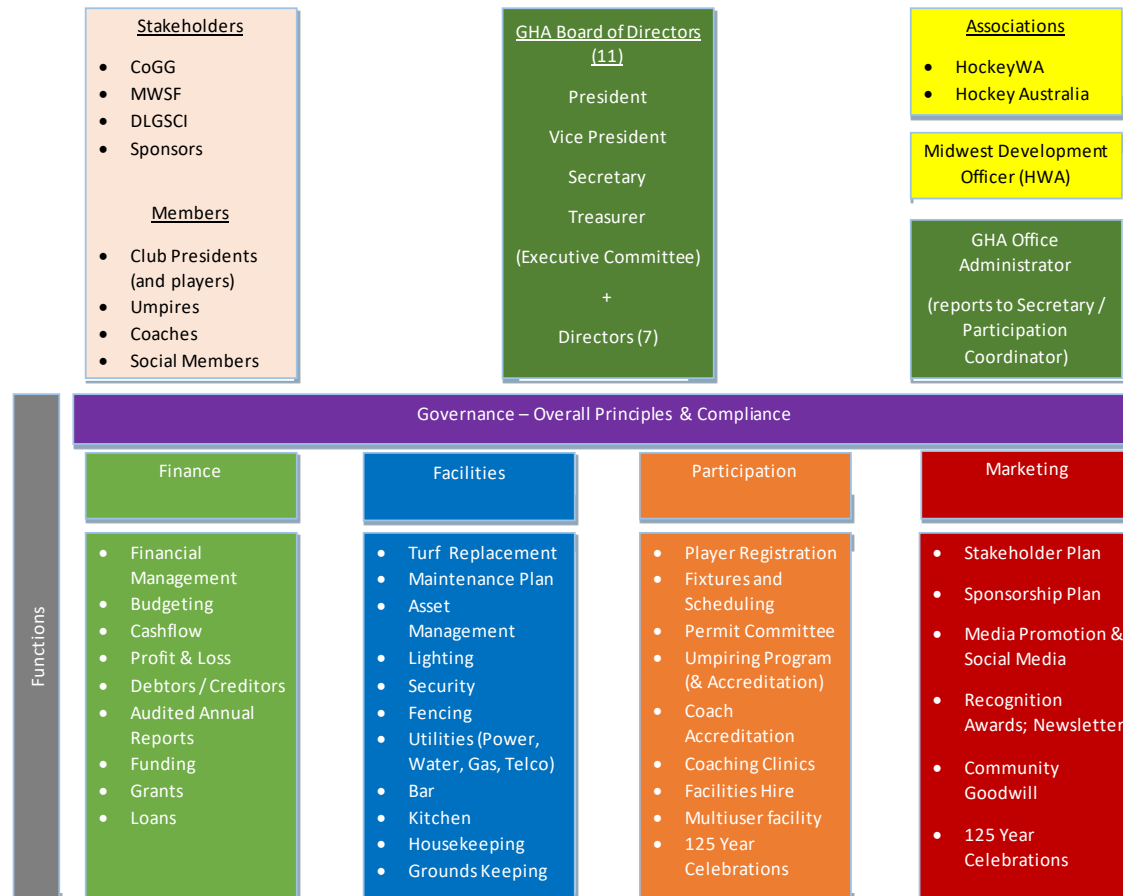 Stakeholders
CoGG
MWSF
DLGSCI
Sponsors
Members
Club Presidents
(and players)
Umpires
Coaches
Social Members
GHA Board of Directors
(11)
President
Vice President
Secretary
Treasurer
(Executive Committee)
+
Directors (7)
Associations
HockeyWA
Hockey Australia
Midwest Development
Officer (HWA)
GHA Office
Administrator
(reports to Secretary /
Participation
Coordinator)
Functions
Governance – Overall Principles & Compliance
Finance
Financial
Management
Budgeting
Cashflow
Profit & Loss
Debtors / Creditors
Audited Annual
Reports
Funding
Grants
Loans
Facilities
Turf Replacement
Maintenance Plan
Asset
Management
Lighting
Security
Fencing
Utilities (Power,
Water, Gas, Telco)
Bar
Kitchen
Housekeeping
Grounds Keeping
Participation
Player Registration
Fixtures and
Scheduling
Permit Committee
Umpiring Program
(& Accreditation)
Coach
Accreditation
Coaching Clinics
Facilities Hire
Multiuser facility
125 Year
Celebrations
Marketing
Stakeholder Plan
Sponsorship Plan
Media Promotion &
Social Media
Recognition
Awards; Newsletter
Community
Goodwill
125 Year
Celebrations